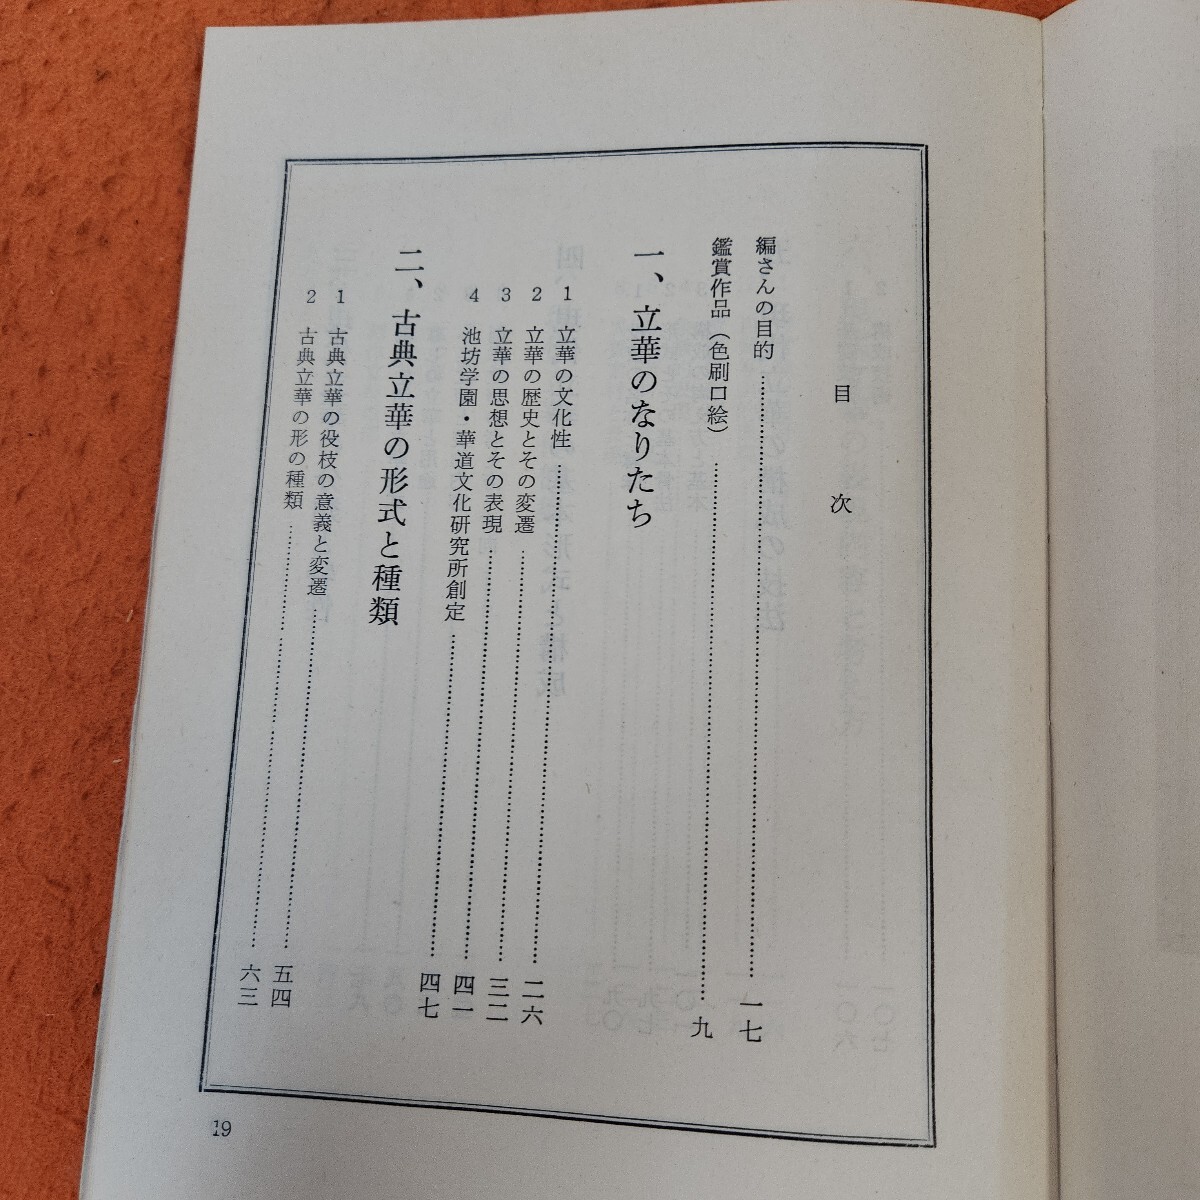 目次
編さんの目的 一七
鑑賞作品（色刷口絵） 九
一、立華のなりたち
1 立華の文化性 二六
2 立華の歴史とその変遷 三二
3 立華の思想とその表現 四一
4 池坊学園・華道文化研究所創定 四七
二、古典立華の形式と種類
1 古典立華の役枝の意義と変遷 五四
2 古典立華の形の種類 六三
19